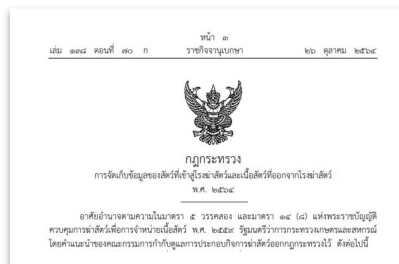 หน้า ๓
เล่ม ๑๓๘ ตอนที่ ๗๐ ก ราชกิจจานุเบกษา ๒๖ ตุลาคม ๒๕๖๔
กฎกระทรวง
การจัดเก็บข้อมูลของสัตว์ที่เข้าสู่โรงฆ่าสัตว์และเนื้อสัตว์ที่ออกจากโรงฆ่าสัตว์
พ.ศ. ๒๕๖๔
อาศัยอำนาจตามความในมาตรา ๕ วรรคสอง และมาตรา ๑๔ (๘) แห่งพระราชบัญญัติ
ควบคุมการฆ่าสัตว์เพื่อการจำหน่ายเนื้อสัตว์ พ.ศ. ๒๕๕๙ รัฐมนตรีว่าการกระทรวงเกษตรและสหกรณ์
โดยคำแนะนำของคณะกรรมการกำกับดูแลการประกอบกิจการฆ่าสัตว์ออกกฎกระทรวงไว้ ดังต่อไปนี้